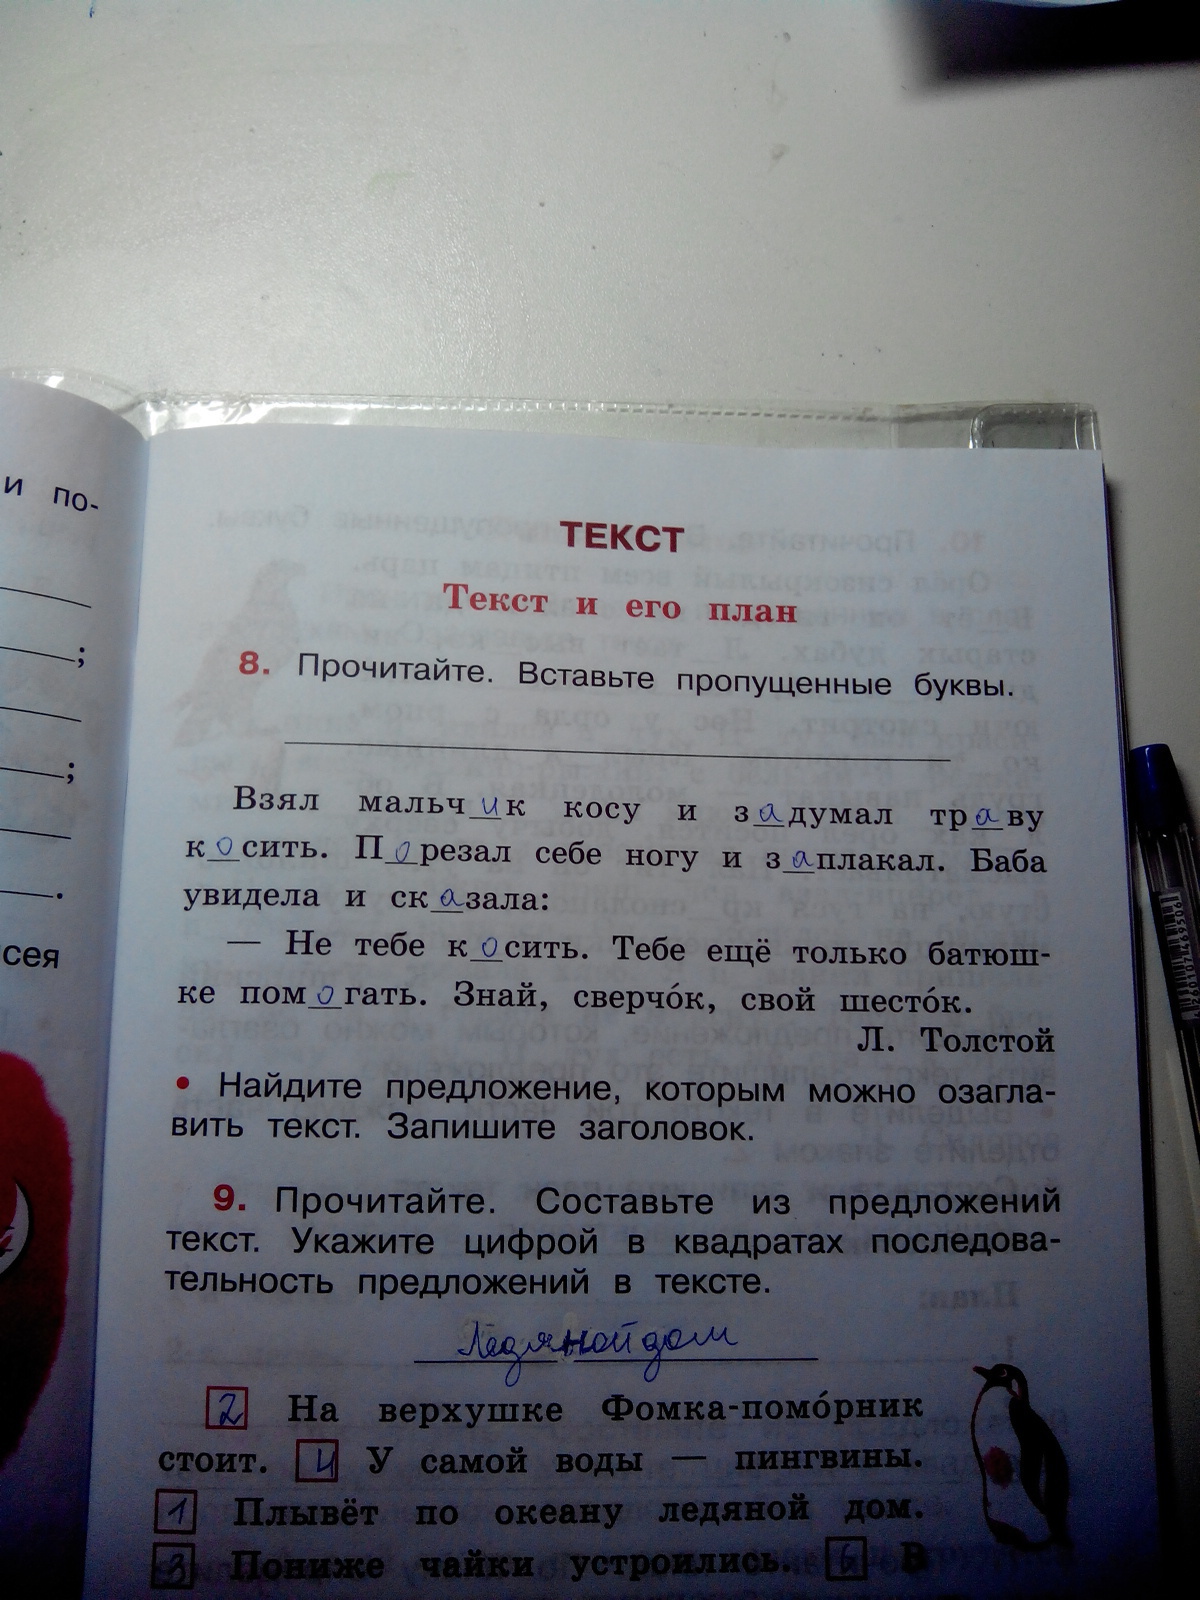 и по-
;
;
.
сея
ТЕКСТ
Текст и его план
8. Прочитайте. Вставьте пропущенные буквы.
Взял мальчик косу и задумал траву
косить. Порезал себе ногу и заплакал. Баба
увидела и сказала:
— Не тебе косить. Тебе ещё только батюш-
ке помогать. Знай, сверчо́к, свой шесто́к.
Л. Толстой
• Найдите предложение, которым можно озагла-
вить текст. Запишите заголовок.
9. Прочитайте. Составьте из предложений
текст. Укажите цифрой в квадратах последова-
тельность предложений в тексте.
Ледяной дом
2 На верхушке Фомка-помо́рник
стоит. 4 У самой воды — пингвины.
1 Плывёт по океану ледяной дом.
3 Пониже чайки устроились. 6 В